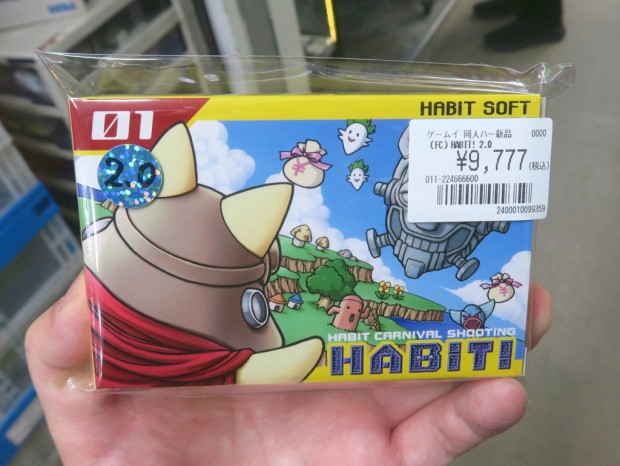 01
HABIT SOFT
2.0
ゲームイ 同人ハー新品 0000
(FC) HABIT! 2.0
¥9,777 (税込)
011-224666600
2400010099359
¥
HABIT CARNIVAL SHOOTING
HABIT!